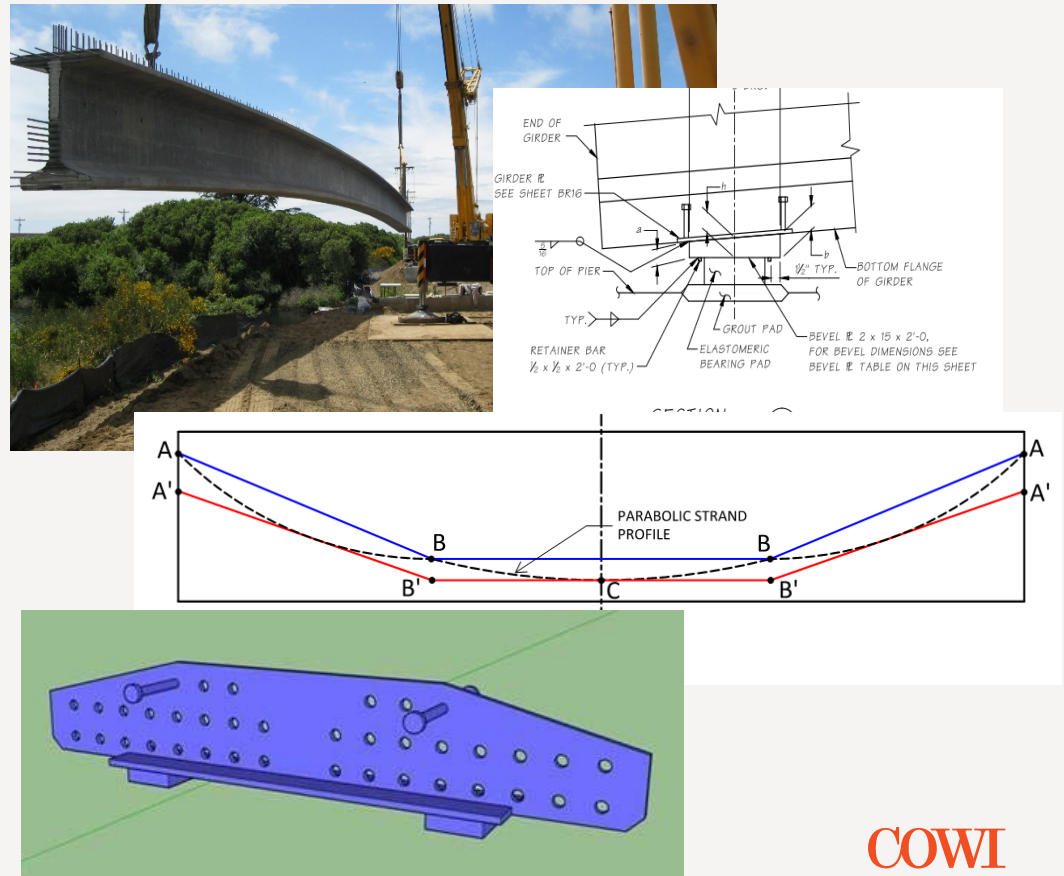 END OF
GIRDER
GIRDER ⅊
SEE SHEET BR16
h
a
b
5/16
TOP OF PIER
1/2" TYP.
BOTTOM FLANGE
OF GIRDER
TYP.
GROUT PAD
RETAINER BAR
1/2 x 1/2 x 2'-0 (TYP.)
ELASTOMERIC
BEARING PAD
BEVEL ⅊ 2 x 15 x 2'-0,
FOR BEVEL DIMENSIONS SEE
BEVEL ⅊ TABLE ON THIS SHEET
A
A
A'
A'
PARABOLIC STRAND
PROFILE
B
B
B'
C
B'
COWI